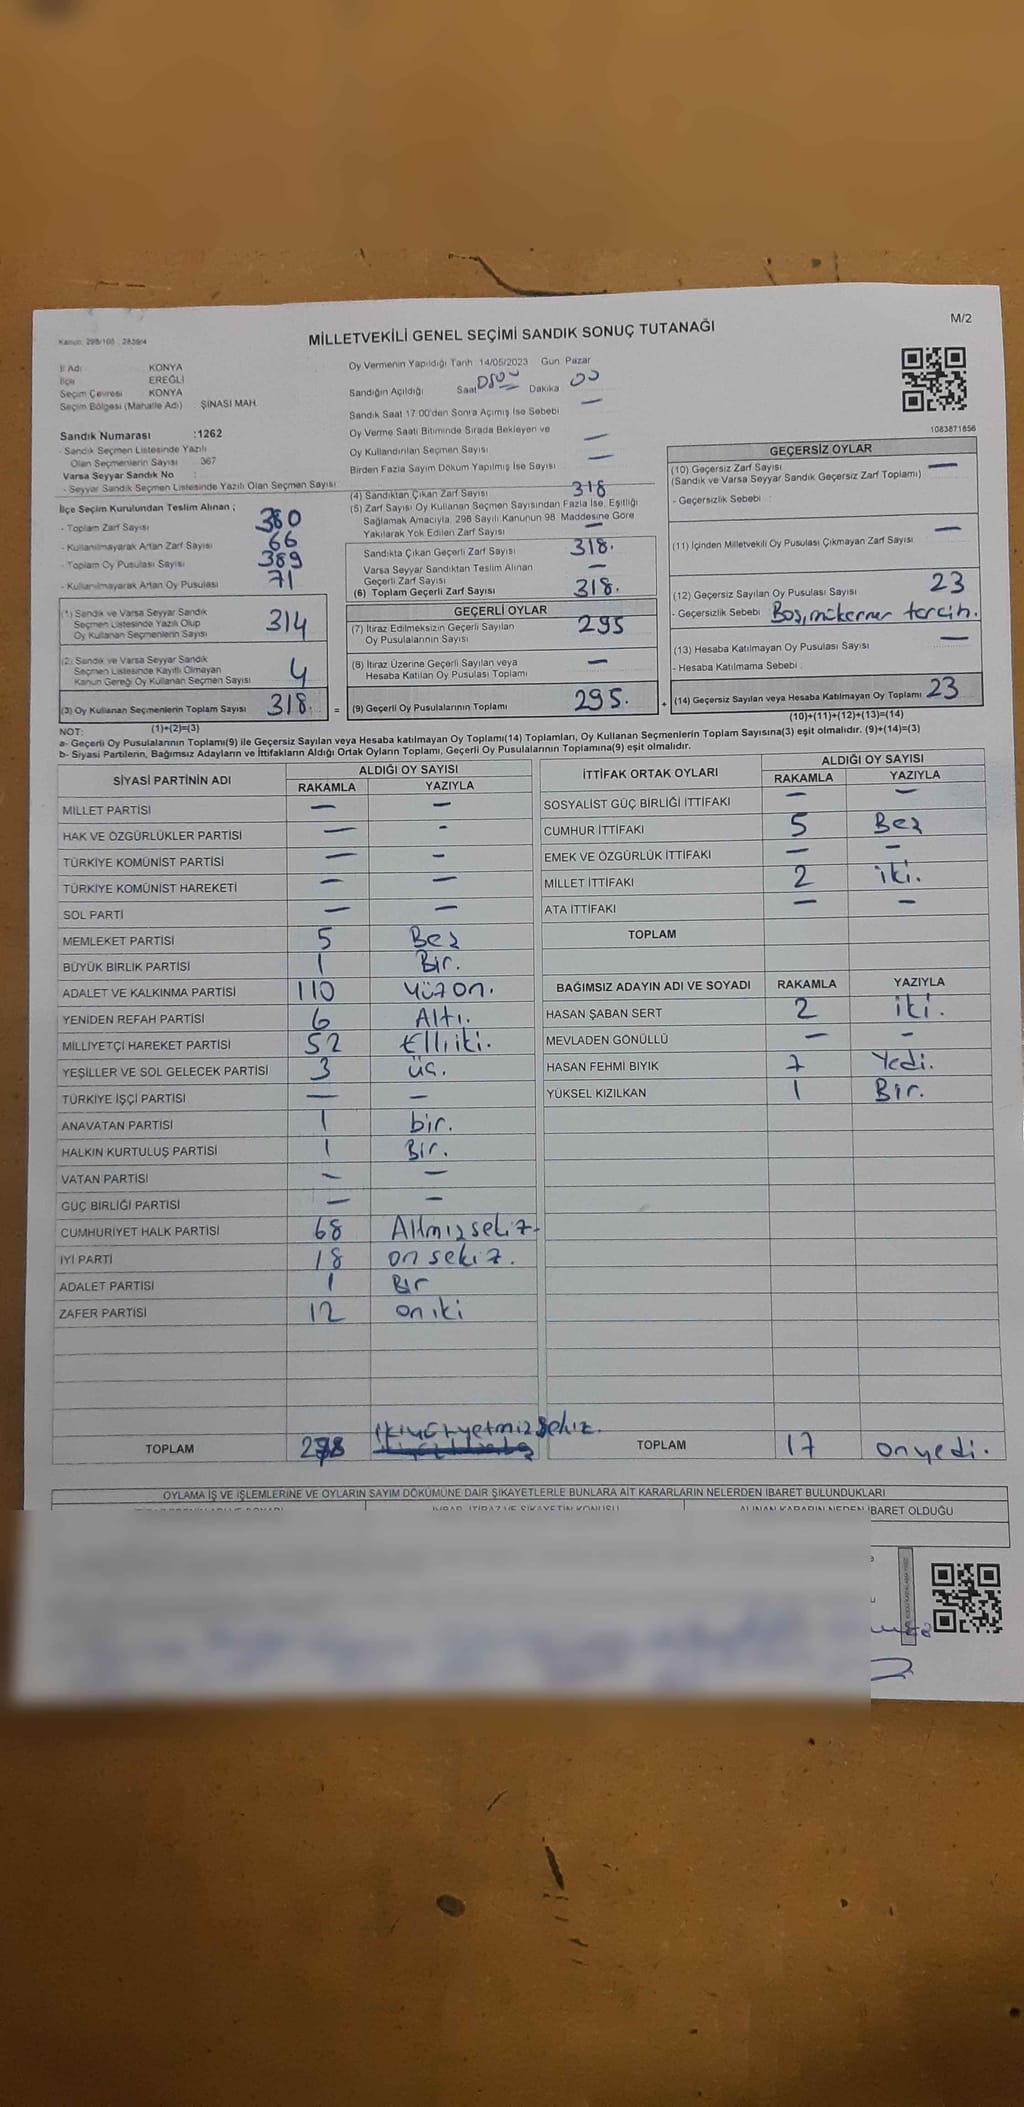 M/2
Kanun: 298/105 : 2839/4
MİLLETVEKİLİ GENEL SEÇİMİ SANDIK SONUÇ TUTANAĞI
İl Adı KONYA
İlçe EREĞLİ
Seçim Çevresi KONYA
Seçim Bölgesi (Mahalle Adı) ŞİNASİ MAH.
Sandık Numarası :1262
- Sandık Seçmen Listesinde Yazılı
Olan Seçmenlerin Sayısı 367
Varsa Seyyar Sandık No :
- Seyyar Sandık Seçmen Listesinde Yazılı Olan Seçmen Sayısı
İlçe Seçim Kurulundan Teslim Alınan ;
- Toplam Zarf Sayısı 380
- Kullanılmayarak Artan Zarf Sayısı 66
- Toplam Oy Pusulası Sayısı 389
- Kullanılmayarak Artan Oy Pusulası 71
(1) Sandık ve Varsa Seyyar Sandık
Seçmen Listesinde Yazılı Olup
Oy Kullanan Seçmenlerin Sayısı 314
(2) Sandık ve Varsa Seyyar Sandık
Seçmen Listesinde Kayıtlı Olmayan
Kanun Gereği Oy Kullanan Seçmen Sayısı 4
(3) Oy Kullanan Seçmenlerin Toplam Sayısı 318. =
(1)+(2)=(3)
Oy Vermenin Yapıldığı Tarih 14/05/2023 Gün: Pazar
Sandığın Açıldığı Saat Dakika 00
Sandık Saat 17:00'den Sonra Açımış İse Sebebi —
Oy Verme Saati Bitiminde Sırada Bekleyen ve
Oy Kullandırılan Seçmen Sayısı —
Birden Fazla Sayım Döküm Yapılmış İse Sayısı —
(4) Sandıktan Çıkan Zarf Sayısı 318
(5) Zarf Sayısı Oy Kullanan Seçmen Sayısından Fazla İse, Eşitliği
Sağlamak Amacıyla, 298 Sayılı Kanunun 98. Maddesine Göre
Yakılarak Yok Edilen Zarf Sayısı —
Sandıkta Çıkan Geçerli Zarf Sayısı 318.
Varsa Seyyar Sandıktan Teslim Alınan
Geçerli Zarf Sayısı —
(6) Toplam Geçerli Zarf Sayısı 318.
GEÇERLİ OYLAR
(7) İtiraz Edilmeksizin Geçerli Sayılan
Oy Pusulalarının Sayısı 295
(8) İtiraz Üzerine Geçerli Sayılan veya
Hesaba Katılan Oy Pusulası Toplamı —
(9) Geçerli Oy Pusulalarının Toplamı 295. +
1083871656
GEÇERSİZ OYLAR
(10) Geçersiz Zarf Sayısı —
(Sandık ve Varsa Seyyar Sandık Geçersiz Zarf Toplamı)
- Geçersizlik Sebebi :
(11) İçinden Milletvekili Oy Pusulası Çıkmayan Zarf Sayısı —
(12) Geçersiz Sayılan Oy Pusulası Sayısı 23
- Geçersizlik Sebebi : Boş, mükerrer tercih.
(13) Hesaba Katılmayan Oy Pusulası Sayısı —
- Hesaba Katılmama Sebebi :
(14) Geçersiz Sayılan veya Hesaba Katılmayan Oy Toplamı 23
(10)+(11)+(12)+(13)=(14)
NOT:
a- Geçerli Oy Pusulalarının Toplamı(9) ile Geçersiz Sayılan veya Hesaba katılmayan Oy Toplamı(14) Toplamları, Oy Kullanan Seçmenlerin Toplam Sayısına(3) eşit olmalıdır. (9)+(14)=(3)
b- Siyasi Partilerin, Bağımsız Adayların ve İttifakların Aldığı Ortak Oyların Toplamı, Geçerli Oy Pusulalarının Toplamına(9) eşit olmalıdır.
SİYASİ PARTİNİN ADI ALDIĞI OY SAYISI
RAKAMLA YAZIYLA
MİLLET PARTİSİ — —
HAK VE ÖZGÜRLÜKLER PARTİSİ — -
TÜRKİYE KOMÜNİST PARTİSİ — —
TÜRKİYE KOMÜNİST HAREKETİ — —
SOL PARTİ — —
MEMLEKET PARTİSİ 5 Beş
BÜYÜK BİRLİK PARTİSİ 1 Bir.
ADALET VE KALKINMA PARTİSİ 110 Yüzon.
YENİDEN REFAH PARTİSİ 6 Altı.
MİLLİYETÇİ HAREKET PARTİSİ 52 Elliiki.
YEŞİLLER VE SOL GELECEK PARTİSİ 3 üç.
TÜRKİYE İŞÇİ PARTİSİ — —
ANAVATAN PARTİSİ 1 bir.
HALKIN KURTULUŞ PARTİSİ 1 Bir.
VATAN PARTİSİ — —
GÜÇ BİRLİĞİ PARTİSİ — —
CUMHURİYET HALK PARTİSİ 68 Altmışsekiz.
İYİ PARTİ 18 on sekiz.
ADALET PARTİSİ 1 Bir
ZAFER PARTİSİ 12 oniki
TOPLAM 278 ikiyüzyetmişsekiz.
İTTİFAK ORTAK OYLARI ALDIĞI OY SAYISI
RAKAMLA YAZIYLA
SOSYALİST GÜÇ BİRLİĞİ İTTİFAKI — —
CUMHUR İTTİFAKI 5 Beş
EMEK VE ÖZGÜRLÜK İTTİFAKI — —
MİLLET İTTİFAKI 2 iki.
ATA İTTİFAKI — —
TOPLAM
BAĞIMSIZ ADAYIN ADI VE SOYADI RAKAMLA YAZIYLA
HASAN ŞABAN SERT 2 iki.
MEVLADEN GÖNÜLLÜ — —
HASAN FEHMİ BIYIK 7 Yedi.
YÜKSEL KIZILKAN 1 Bir.
TOPLAM 17 onyedi.
OYLAMA İŞ VE İŞLEMLERİNE VE OYLARIN SAYIM DÖKÜMÜNE DAİR ŞİKAYETLERLE BUNLARA AİT KARARLARIN NELERDEN İBARET BULUNDUKLARI
İHBAR, İTİRAZ VE ŞİKAYETİN KONUSU ALINAN KARARIN NEDEN İBARET OLDUĞU